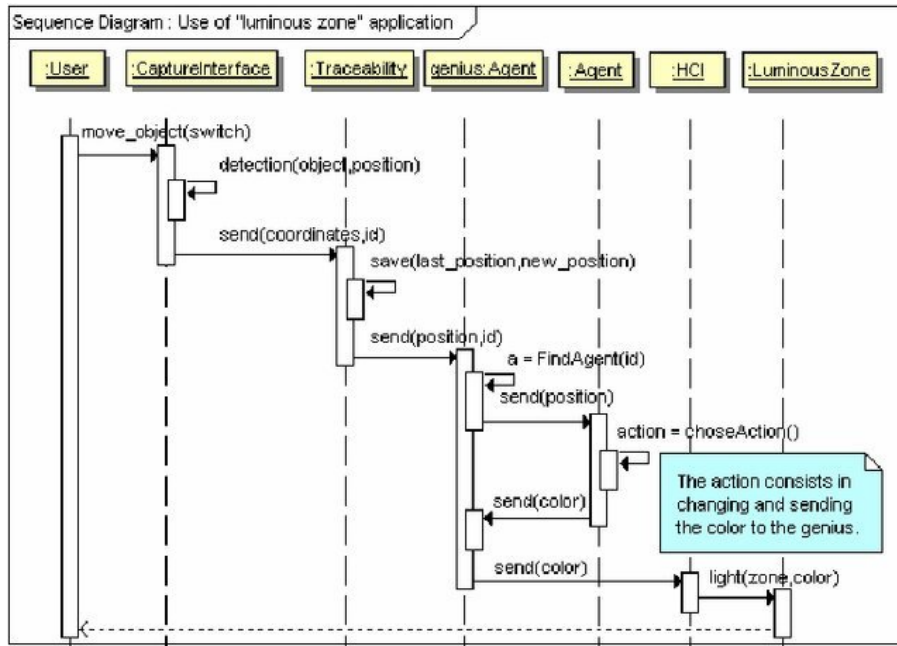 Sequence Diagram : Use of "luminous zone" application
:User
:CaptureInterface
:Traceability
genius:Agent
:Agent
:HCI
:LuminousZone
move_object(switch)
detection(object,position)
send(coordinates,id)
save(last_position,new_position)
send(position,id)
a = FindAgent(id)
send(position)
action = choseAction()
The action consists in
changing and sending
the color to the genius.
send(color)
send(color)
light(zone,color)